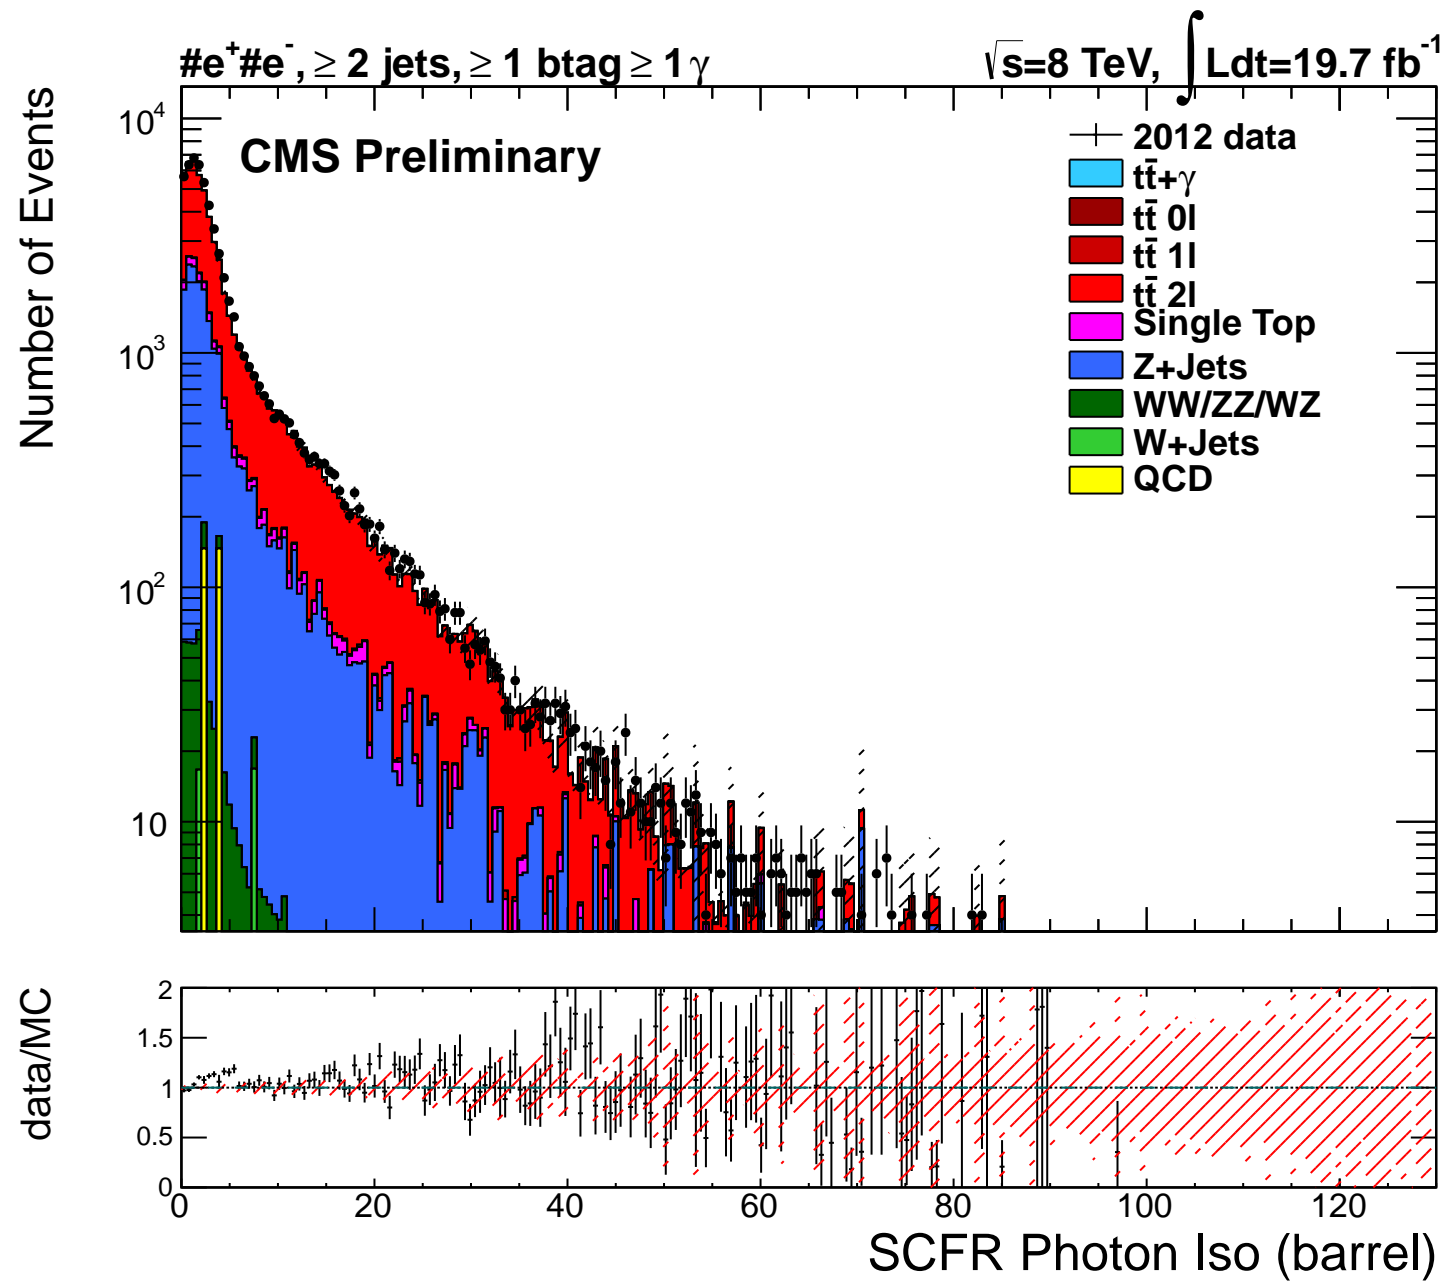 #e⁺#e⁻, ≥ 2 jets, ≥ 1 btag ≥ 1 γ
√s=8 TeV, ∫Ldt=19.7 fb⁻¹
CMS Preliminary
2012 data
tt̄+γ
tt̄ 0l
tt̄ 1l
tt̄ 2l
Single Top
Z+Jets
WW/ZZ/WZ
W+Jets
QCD
Number of Events
10⁴
10³
10²
10
data/MC
2
1.5
1
0.5
0
0 20 40 60 80 100 120
SCFR Photon Iso (barrel)